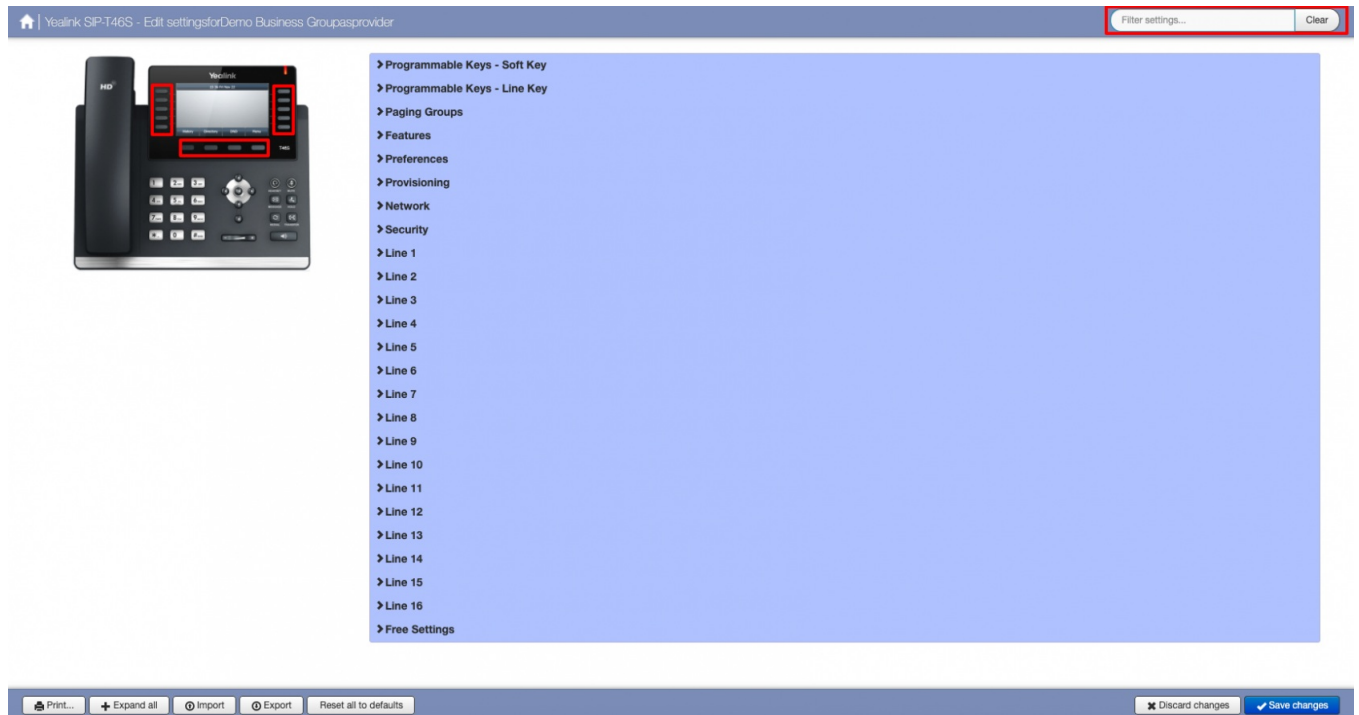 Yealink SIP-T46S - Edit settingsforDemo Business Groupasprovider
Filter settings...
Clear
HD
Yealink
T46S
Programmable Keys - Soft Key
Programmable Keys - Line Key
Paging Groups
Features
Preferences
Provisioning
Network
Security
Line 1
Line 2
Line 3
Line 4
Line 5
Line 6
Line 7
Line 8
Line 9
Line 10
Line 11
Line 12
Line 13
Line 14
Line 15
Line 16
Free Settings
Print...
Expand all
Import
Export
Reset all to defaults
Discard changes
Save changes